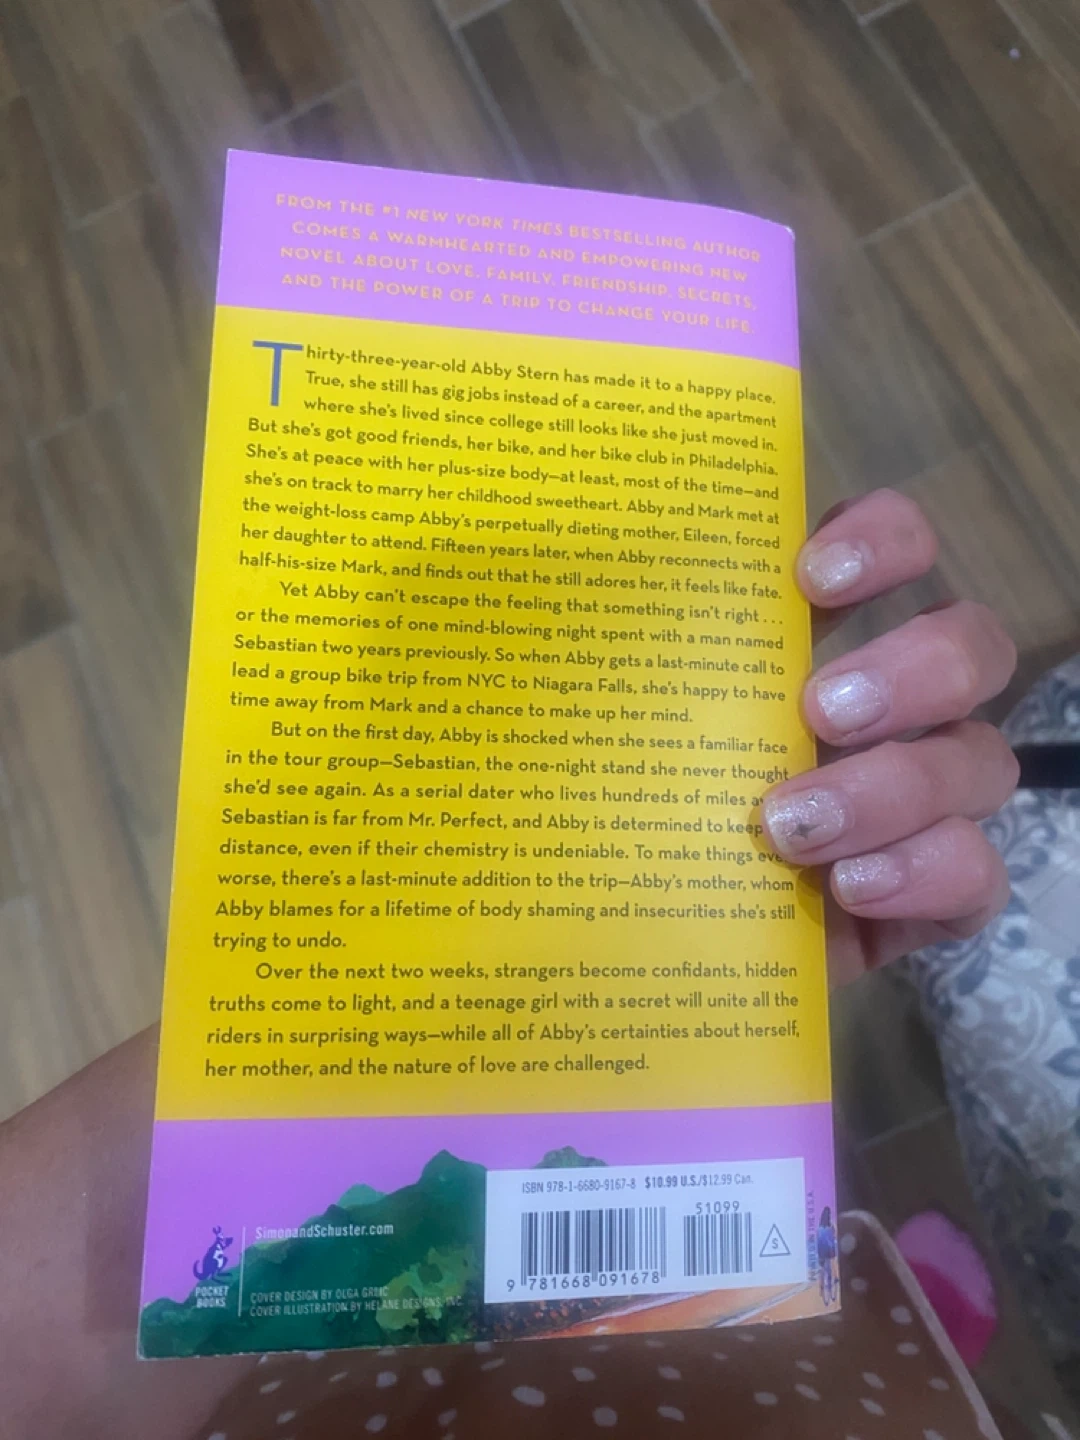 FROM THE #1 NEW YORK TIMES BESTSELLING AUTHOR
COMES A WARMHEARTED AND EMPOWERING NEW
NOVEL ABOUT LOVE, FAMILY, FRIENDSHIP, SECRETS,
AND THE POWER OF A TRIP TO CHANGE YOUR LIFE.
Thirty-three-year-old Abby Stern has made it to a happy place.
True, she still has gig jobs instead of a career, and the apartment
where she's lived since college still looks like she just moved in.
But she's got good friends, her bike, and her bike club in Philadelphia.
She's at peace with her plus-size body—at least, most of the time—and
she's on track to marry her childhood sweetheart. Abby and Mark met at
the weight-loss camp Abby's perpetually dieting mother, Eileen, forced
her daughter to attend. Fifteen years later, when Abby reconnects with a
half-his-size Mark, and finds out that he still adores her, it feels like fate.
Yet Abby can't escape the feeling that something isn't right . . .
or the memories of one mind-blowing night spent with a man named
Sebastian two years previously. So when Abby gets a last-minute call to
lead a group bike trip from NYC to Niagara Falls, she's happy to have
time away from Mark and a chance to make up her mind.
But on the first day, Abby is shocked when she sees a familiar face
in the tour group—Sebastian, the one-night stand she never thought
she'd see again. As a serial dater who lives hundreds of miles
Sebastian is far from Mr. Perfect, and Abby is determined to keep
distance, even if their chemistry is undeniable. To make things
worse, there's a last-minute addition to the trip—Abby's mother, whom
Abby blames for a lifetime of body shaming and insecurities she's still
trying to undo.
Over the next two weeks, strangers become confidants, hidden
truths come to light, and a teenage girl with a secret will unite all the
riders in surprising ways—while all of Abby's certainties about herself,
her mother, and the nature of love are challenged.
ISBN 978-1-6680-9167-8 $10.99 U.S./$12.99 Can.
51099
S
9 781668 091678
SimonandSchuster.com
POCKET
BOOKS
COVER DESIGN BY OLGA GRLIC
COVER ILLUSTRATION BY HELANE DESIGNS, INC.